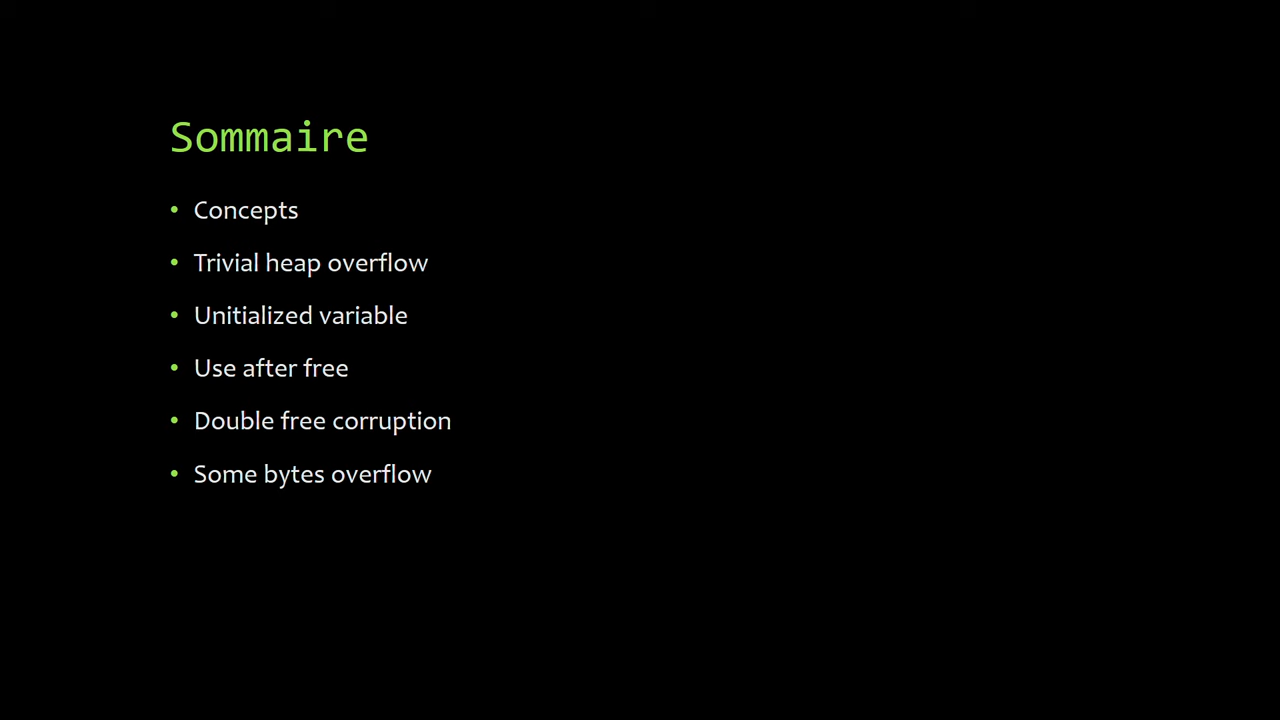 Sommaire
• Concepts
• Trivial heap overflow
• Unitialized variable
• Use after free
• Double free corruption
• Some bytes overflow